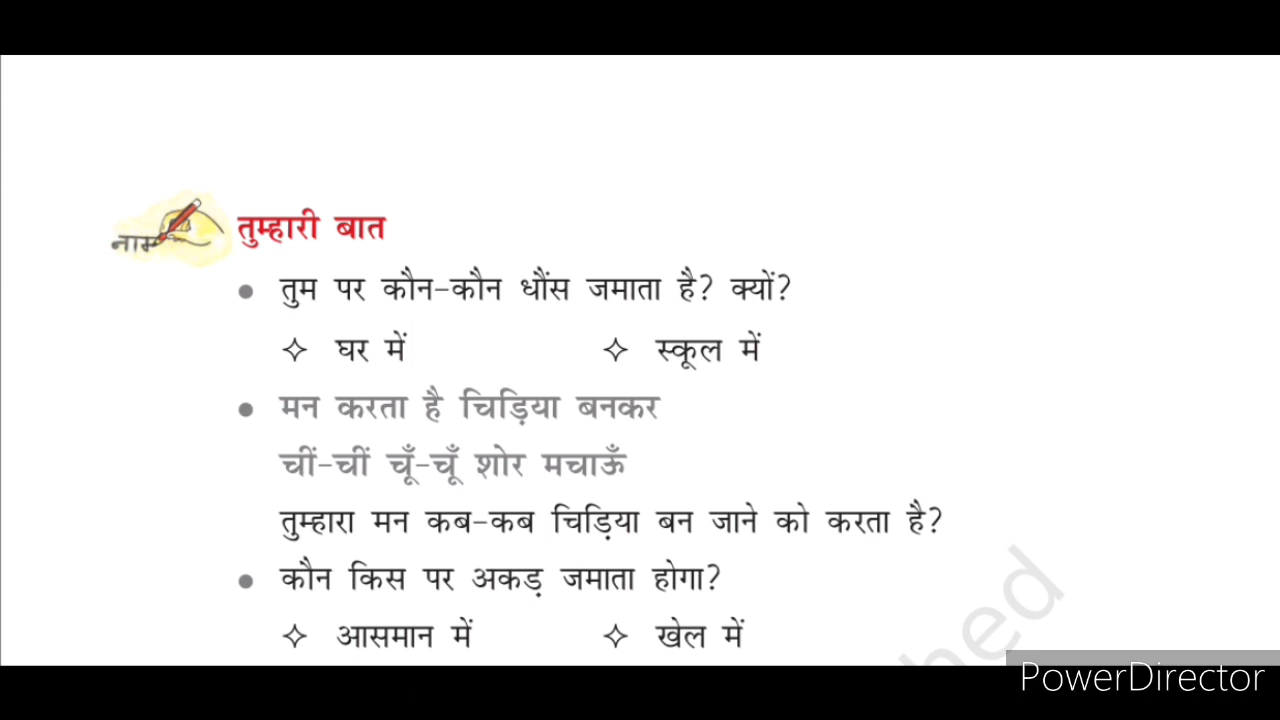 नाम
तुम्हारी बात
● तुम पर कौन-कौन धौंस जमाता है? क्यों?
✧ घर में ✧ स्कूल में
● मन करता है चिड़िया बनकर
चीं-चीं चूँ-चूँ शोर मचाऊँ
तुम्हारा मन कब-कब चिड़िया बन जाने को करता है?
● कौन किस पर अकड़ जमाता होगा?
✧ आसमान में ✧ खेल में
PowerDirector